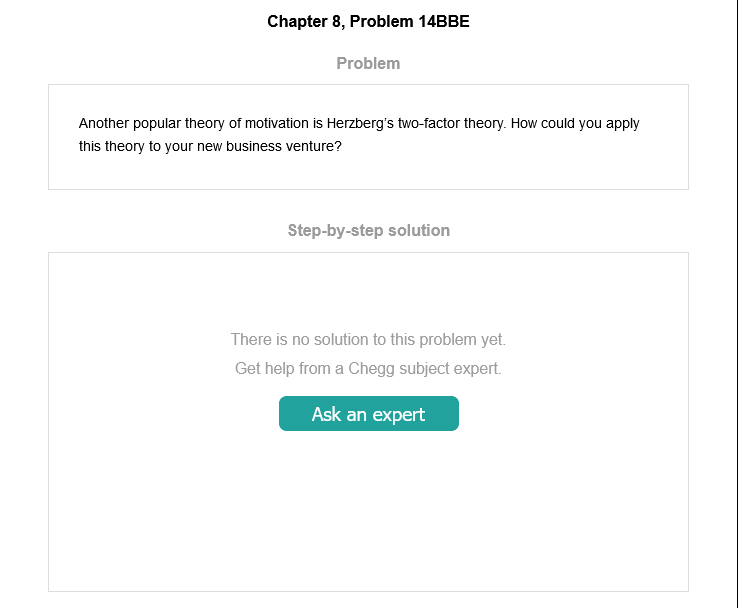 Chapter 8, Problem 14BBE
Problem
Another popular theory of motivation is Herzberg’s two-factor theory. How could you apply
this theory to your new business venture?
Step-by-step solution
There is no solution to this problem yet.
Get help from a Chegg subject expert.
Ask an expert